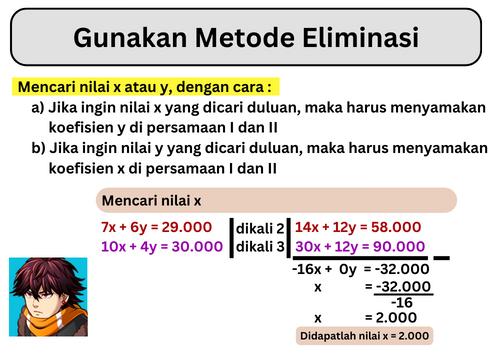 Gunakan Metode Eliminasi
Mencari nilai x atau y, dengan cara :
a) Jika ingin nilai x yang dicari duluan, maka harus menyamakan
koefisien y di persamaan I dan II
b) Jika ingin nilai y yang dicari duluan, maka harus menyamakan
koefisien x di persamaan I dan II
Mencari nilai x
7x + 6y = 29.000 | dikali 2 | 14x + 12y = 58.000
10x + 4y = 30.000 | dikali 3 | 30x + 12y = 90.000
-16x + 0y = -32.000
x = -32.000
-16
x = 2.000
Didapatlah nilai x = 2.000